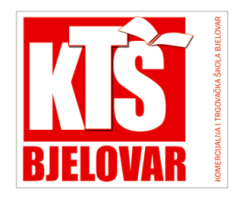 KTŠ
BJELOVAR
KOMERCIJALNA I TRGOVAČKA ŠKOLA BJELOVAR